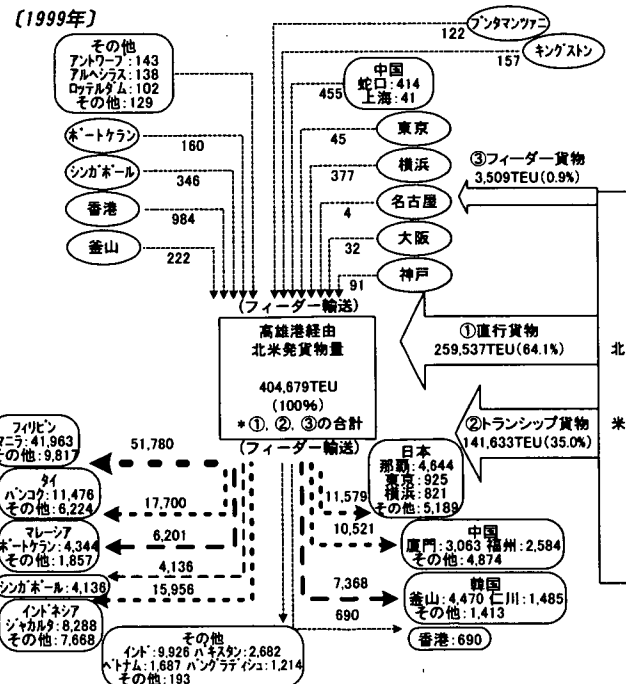 〔1999年〕
その他
アントワープ:143
アルヘシラス:138
ロッテルダム:102
その他:129
ポートケラン
160
シンガポール
346
香港
984
釜山
222
プンタマンツァニ
122
キングストン
157
中国
蛇口:414
上海:41
455
東京
45
横浜
377
名古屋
4
大阪
32
神戸
91
③フィーダー貨物
3,509TEU(0.9%)
(フィーダー輸送)
高雄港経由
北米発貨物量
404,679TEU
(100%)
*①,②,③の合計
(フィーダー輸送)
①直行貨物
259,537TEU(64.1%)
②トランシップ貨物
141,633TEU(35.0%)
北
米
フィリピン
マニラ:41,963
その他:9,817
51,780
タイ
バンコク:11,476
その他:6,224
17,700
マレーシア
ポートケラン:4,344
その他:1,857
6,201
シンガポール:4,136
4,136
インドネシア
ジャカルタ:8,288
その他:7,668
15,956
その他
インド:9,926 パキスタン:2,682
ベトナム:1,687 バングラディシュ:1,214
その他:193
日本
那覇:4,644
東京:925
横浜:821
その他:5,189
11,579
中国
廈門:3,063 福州:2,584
その他:4,874
10,521
韓国
釜山:4,470 仁川:1,485
その他:1,413
7,368
690
香港:690